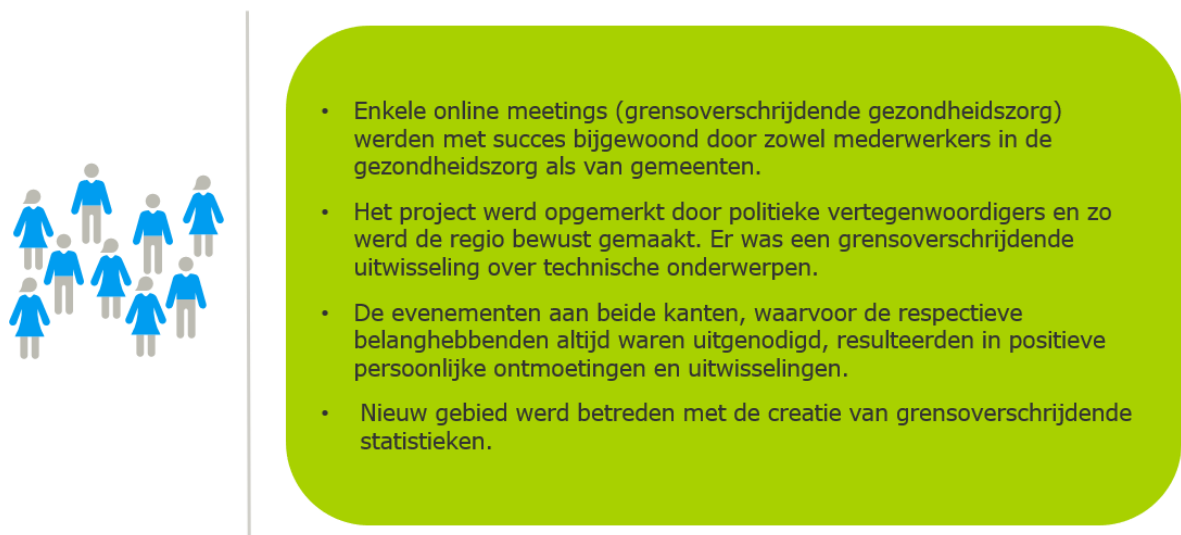 • Enkele online meetings (grensoverschrijdende gezondheidszorg)
werden met succes bijgewoond door zowel mederwerkers in de
gezondheidszorg als van gemeenten.
• Het project werd opgemerkt door politieke vertegenwoordigers en zo
werd de regio bewust gemaakt. Er was een grensoverschrijdende
uitwisseling over technische onderwerpen.
• De evenementen aan beide kanten, waarvoor de respectieve
belanghebbenden altijd waren uitgenodigd, resulteerden in positieve
persoonlijke ontmoetingen en uitwisselingen.
• Nieuw gebied werd betreden met de creatie van grensoverschrijdende
statistieken.